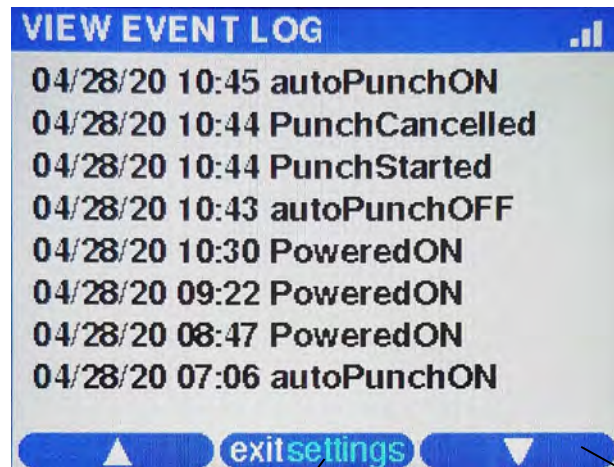 VIEW EVENT LOG
04/28/20 10:45 autoPunchON
04/28/20 10:44 PunchCancelled
04/28/20 10:44 PunchStarted
04/28/20 10:43 autoPunchOFF
04/28/20 10:30 PoweredON
04/28/20 09:22 PoweredON
04/28/20 08:47 PoweredON
04/28/20 07:06 autoPunchON
▲ exitsettings ▼